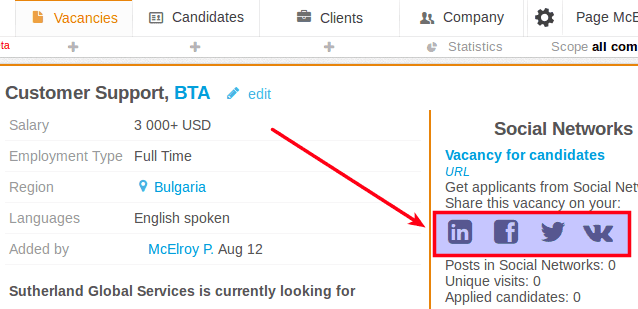 Vacancies Candidates Clients Company Page McE
ta Statistics Scope all com
Customer Support, BTA edit
Salary 3 000+ USD
Employment Type Full Time
Region Bulgaria
Languages English spoken
Added by McElroy P. Aug 12
Sutherland Global Services is currently looking for
Social Networks
Vacancy for candidates
URL
Get applicants from Social Netw
Share this vacancy on your:
Posts in Social Networks: 0
Unique visits: 0
Applied candidates: 0